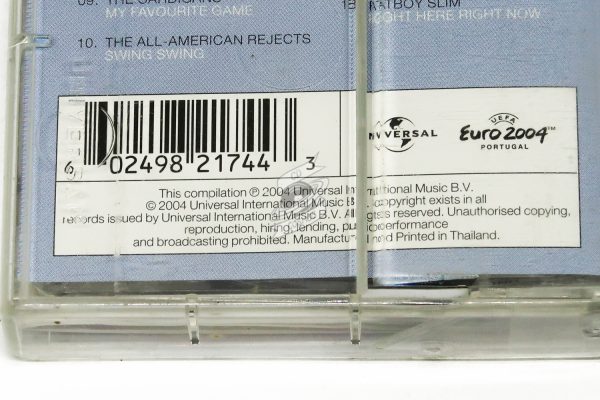 09. THE CARDIGANS
MY FAVOURITE GAME
FATBOY SLIM
RIGHT HERE RIGHT NOW
10. THE ALL-AMERICAN REJECTS
SWING SWING
6 02498 21744 3
UNIVERSAL
UEFA
Euro2004™
PORTUGAL
This compilation ℗ 2004 Universal International Music B.V.
© 2004 Universal International Music B.V. Copyright exists in all
records issued by Universal International Music B.V. All rights reserved. Unauthorised copying,
reproduction, hiring, lending, public performance
and broadcasting prohibited. Manufactured and Printed in Thailand.